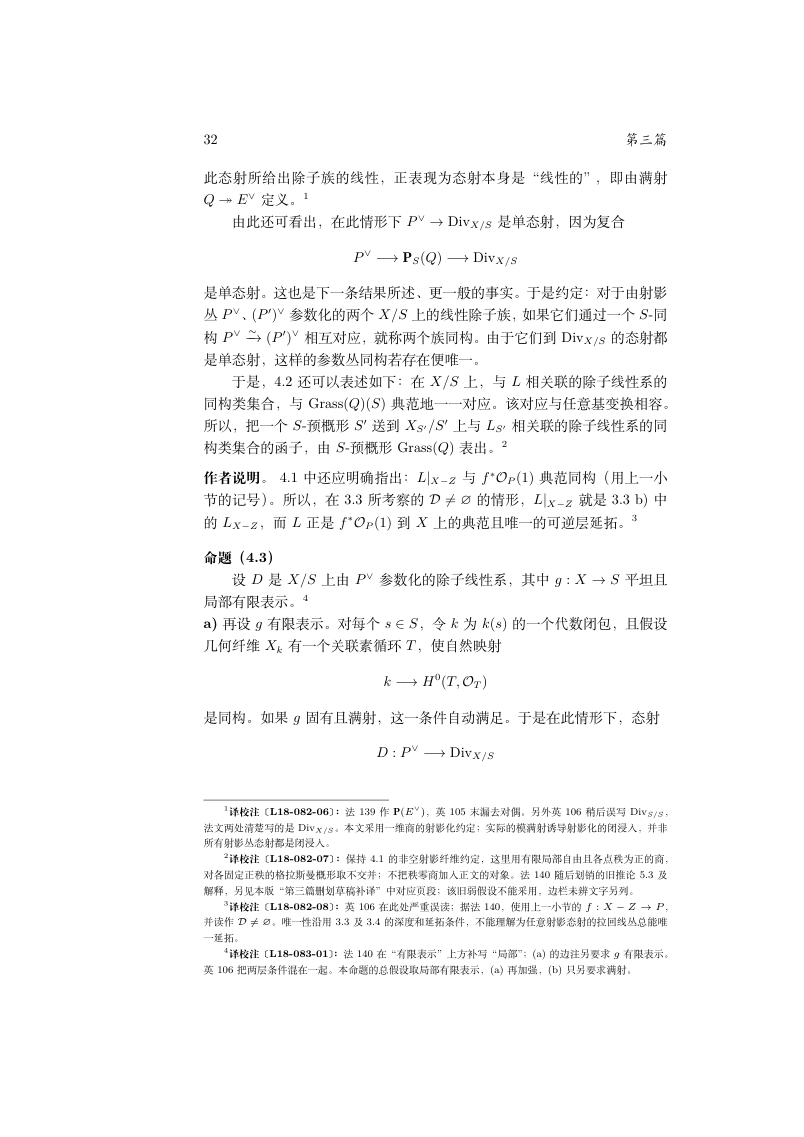 32 第三篇
此态射所给出除子族的线性，正表现为态射本身是“线性的”，即由满射
Q ↠ E∨ 定义。1
由此还可看出，在此情形下 P∨ → Div_{X/S} 是单态射，因为复合
P∨ ⟶ P_S(Q) ⟶ Div_{X/S}
是单态射。这也是下一条结果所述、更一般的事实。于是约定：对于由射影
丛 P∨、(P′)∨ 参数化的两个 X/S 上的线性除子族，如果它们通过一个 S-同
构 P∨ ⥲ (P′)∨ 相互对应，就称两个族同构。由于它们到 Div_{X/S} 的态射都
是单态射，这样的参数丛同构若存在便唯一。
于是，4.2 还可以表述如下：在 X/S 上，与 L 相关联的除子线性系的
同构类集合，与 Grass(Q)(S) 典范地一一对应。该对应与任意基变换相容。
所以，把一个 S-预概形 S′ 送到 X_{S′}/S′ 上与 L_{S′} 相关联的除子线性系的同
构类集合的函子，由 S-预概形 Grass(Q) 表出。2
作者说明。 4.1 中还应明确指出：L|_{X−Z} 与 f*O_P(1) 典范同构（用上一小
节的记号）。所以，在 3.3 所考察的 D ≠ ∅ 的情形，L|_{X−Z} 就是 3.3 b) 中
的 L_{X−Z}，而 L 正是 f*O_P(1) 到 X 上的典范且唯一的可逆层延拓。3
命题（4.3）
设 D 是 X/S 上由 P∨ 参数化的除子线性系，其中 g : X → S 平坦且
局部有限表示。4
a) 再设 g 有限表示。对每个 s ∈ S，令 k 为 k(s) 的一个代数闭包，且假设
几何纤维 X_k 有一个关联素循环 T，使自然映射
k ⟶ H⁰(T, O_T)
是同构。如果 g 固有且满射，这一条件自动满足。于是在此情形下，态射
D : P∨ ⟶ Div_{X/S}
1译校注〔L18-082-06〕：法 139 作 P(E∨)，英 105 末漏去对偶。另外英 106 稍后误写 Div_{S/S}，
法文两处清楚写的是 Div_{X/S}。本文采用一维商的射影化约定；实际的模满射诱导射影化的闭浸入，并非
所有射影丛态射都是闭浸入。
2译校注〔L18-082-07〕：保持 4.1 的非空射影纤维约定，这里用有限局部自由且各点秩为正的商，
对各固定正秩的格拉斯曼概形取不交并；不把秩零商加入正文的对象。法 140 随后划销的旧推论 5.3 及
解释，另见本版“第三篇删划草稿补译”中对应页段；该旧弱假设不能采用，边栏未辨文字另列。
3译校注〔L18-082-08〕：英 106 在此处严重误读；据法 140，使用上一小节的 f : X − Z → P，
并读作 D ≠ ∅。唯一性沿用 3.3 及 3.4 的深度和延拓条件，不能理解为任意射影态射的拉回线丛总能唯
一延拓。
4译校注〔L18-083-01〕：法 140 在“有限表示”上方补写“局部”；(a) 的边注另要求 g 有限表示。
英 106 把两层条件混在一起。本命题的总假设取局部有限表示，(a) 再加强，(b) 只另要求满射。